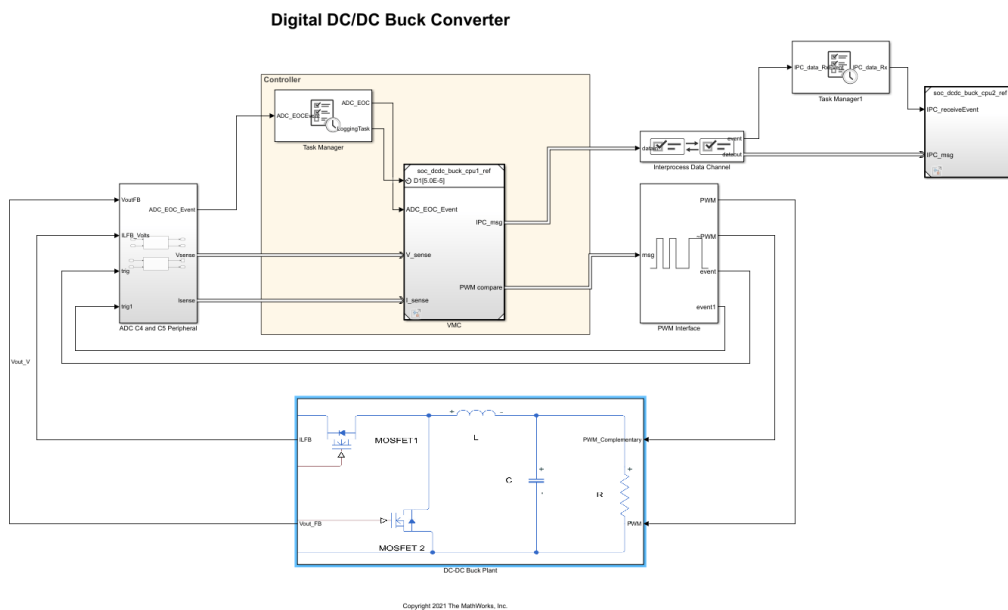 Digital DC/DC Buck Converter
IPC_data_Rx
IPC_data_Rx
Task Manager1
soc_dcdc_buck_cpu2_ref
IPC_receiveEvent
IPC_msg
Controller
ADC_EOCEvent
ADC_EOC
LoggingTask
Task Manager
event
data
dataout
Interprocess Data Channel
soc_dcdc_buck_cpu1_ref
D1[5.0E-5]
ADC_EOC_Event
IPC_msg
V_sense
PWM compare
I_sense
VMC
VoutFB
ADC_EOC_Event
ILFB_Volts
Vsense
trig
Isense
trig1
ADC C4 and C5 Peripheral
PWM
~PWM
msg
event
event1
PWM Interface
Vout_V
+
-
MOSFET1
L
ILFB
PWM_Complementary
+
+
C
R
-
Vout_FB
PWM
MOSFET 2
DC-DC Buck Plant
Copyright 2021 The MathWorks, Inc.